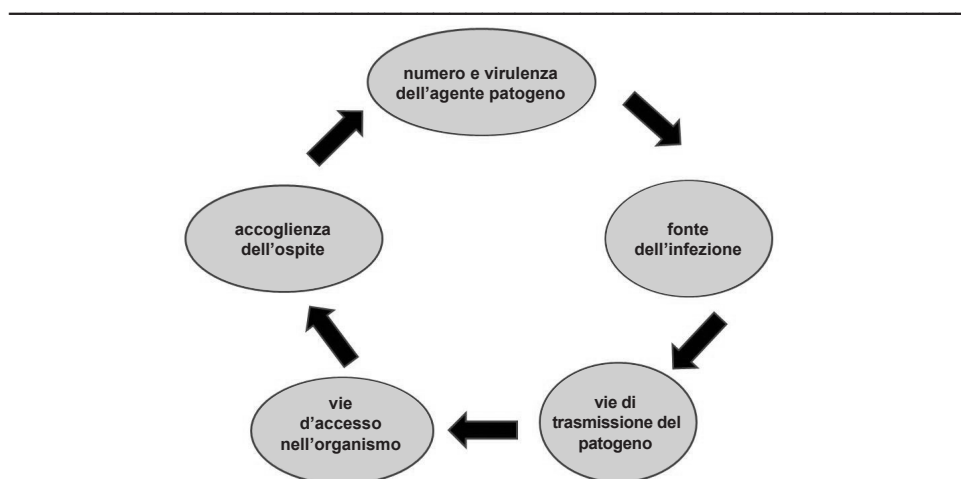 numero e virulenza
dell’agente patogeno
fonte
dell’infezione
vie di
trasmissione del
patogeno
vie
d’accesso
nell’organismo
accoglienza
dell’ospite